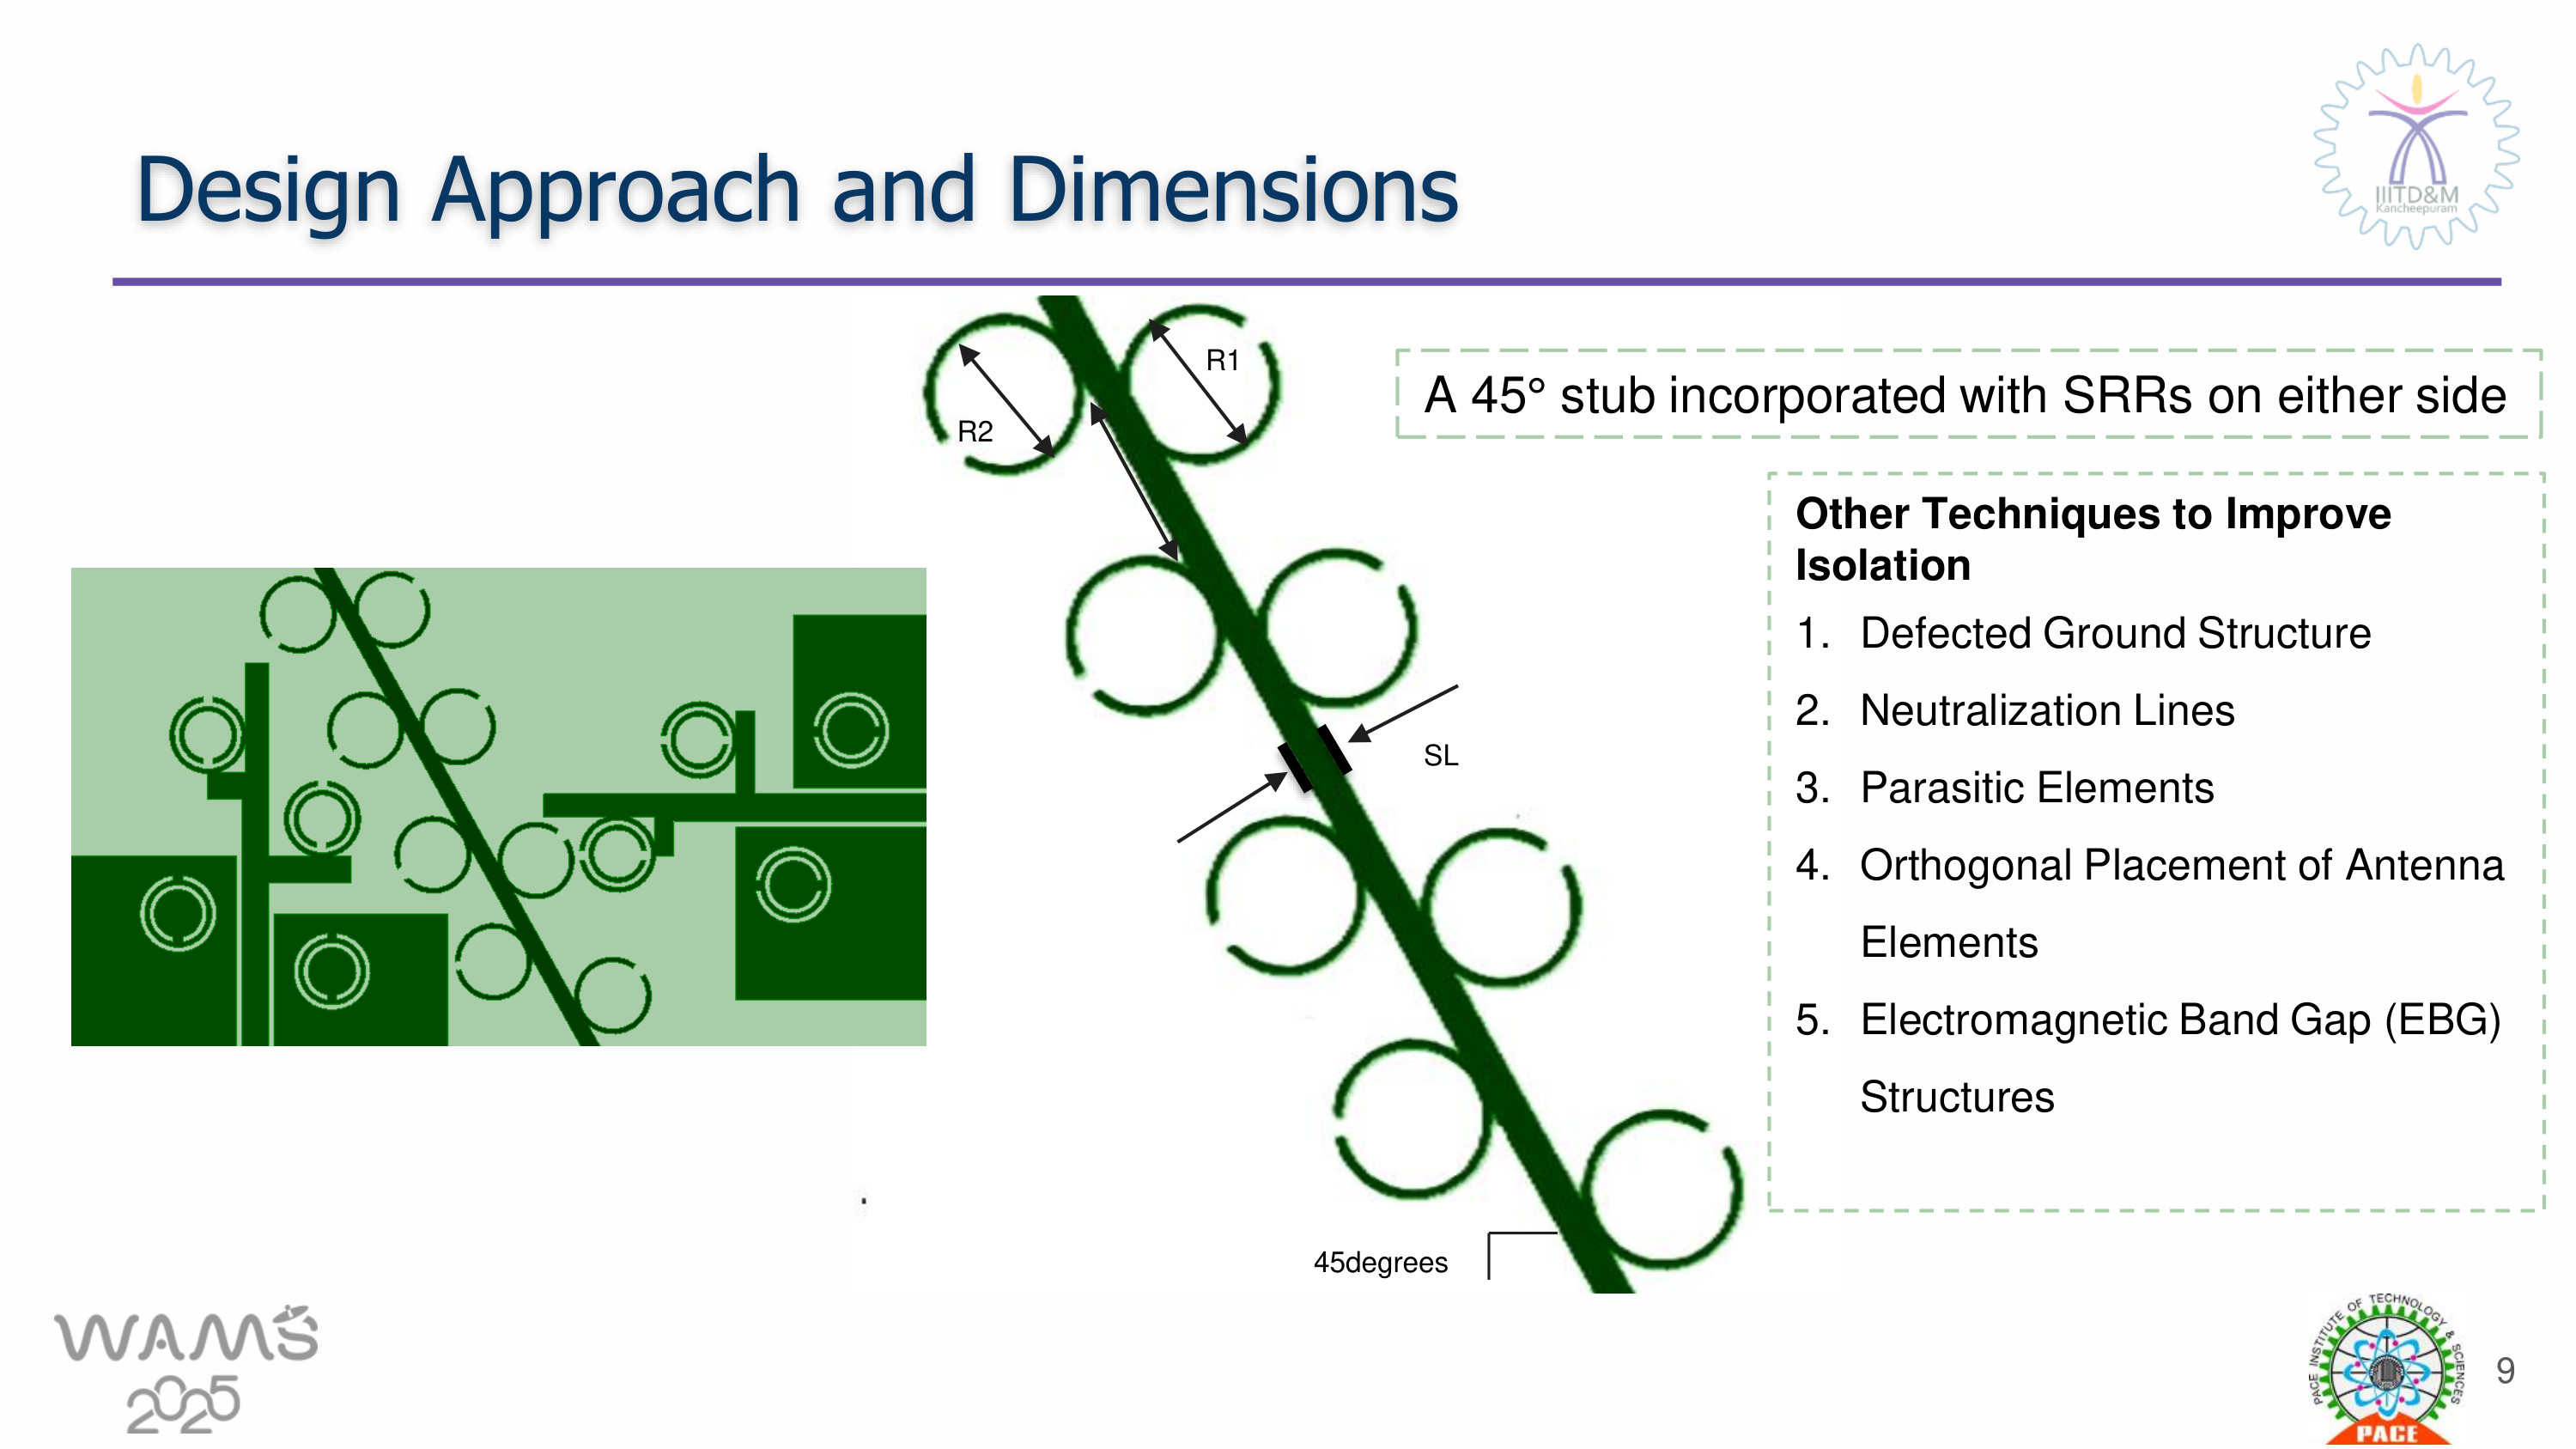 Design Approach and Dimensions
IIITD&M
Kancheepuram
R1
R2
A 45° stub incorporated with SRRs on either side
Other Techniques to Improve
Isolation
1. Defected Ground Structure
2. Neutralization Lines
3. Parasitic Elements
4. Orthogonal Placement of Antenna
Elements
5. Electromagnetic Band Gap (EBG)
Structures
SL
45degrees
WAMS
2025
PACE INSTITUTE OF TECHNOLOGY & SCIENCES
PACE
9